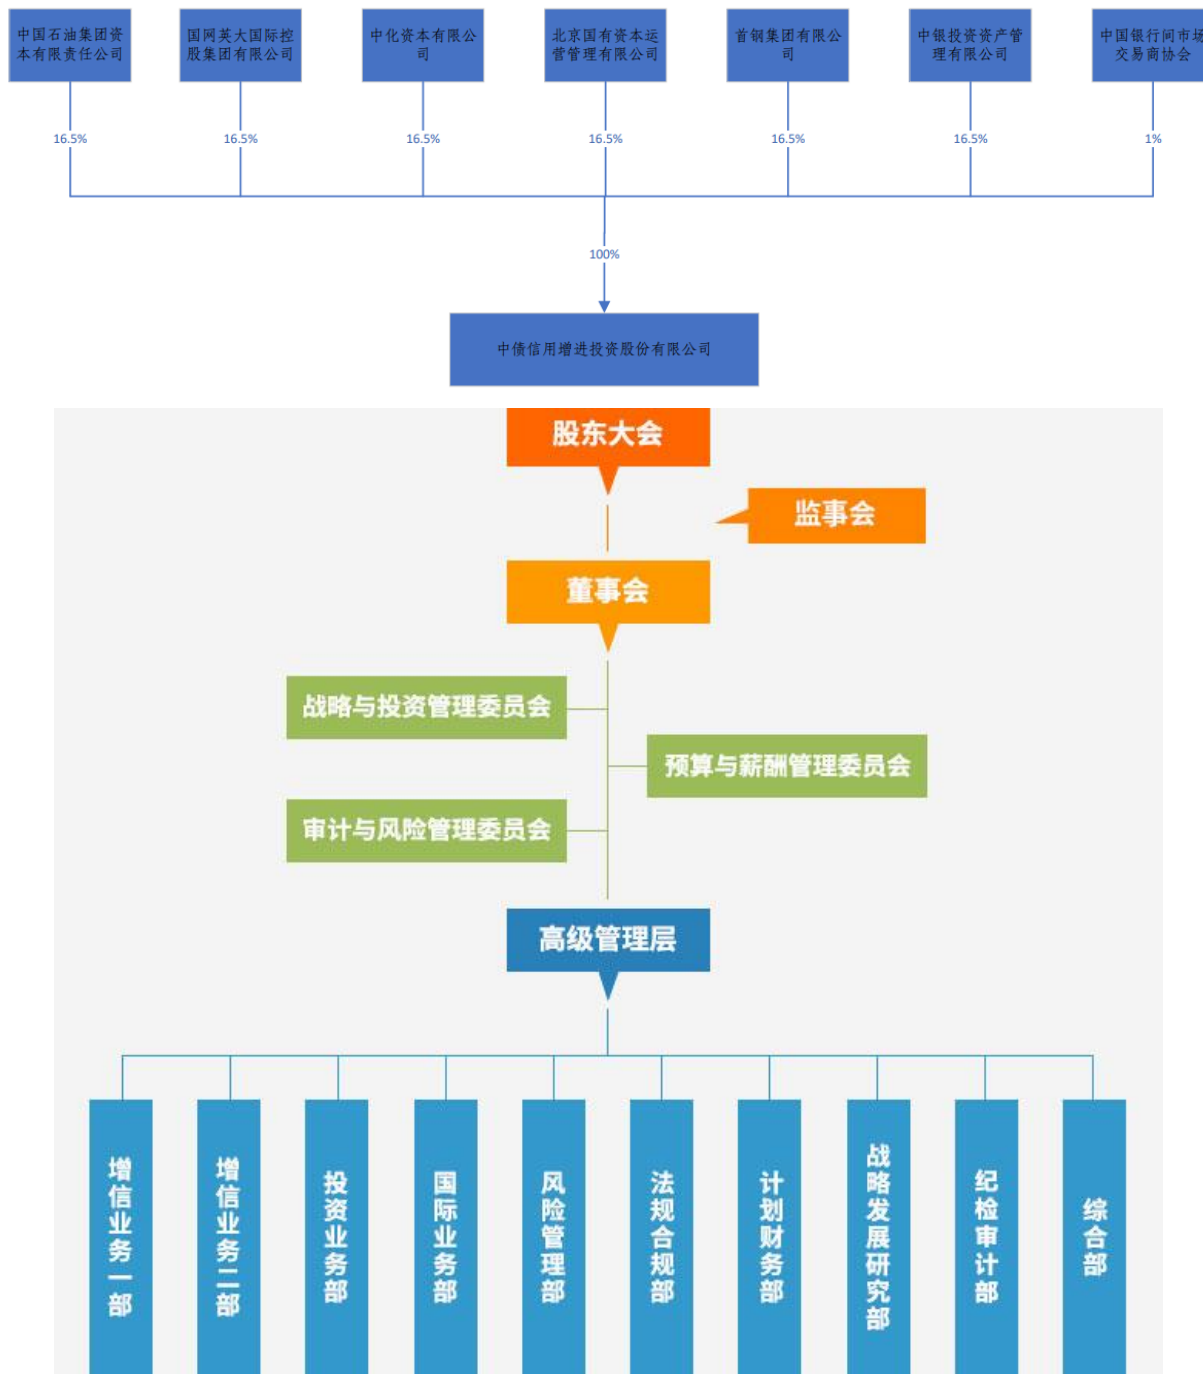 中国石油集团资
本有限责任公司
国网英大国际控
股集团有限公司
中化资本有限公
司
北京国有资本运
营管理有限公司
首钢集团有限公
司
中银投资资产管
理有限公司
中国银行间市场
交易商协会
16.5%
16.5%
16.5%
16.5%
16.5%
16.5%
1%
100%
中债信用增进投资股份有限公司
股东大会
监事会
董事会
战略与投资管理委员会
预算与薪酬管理委员会
审计与风险管理委员会
高级管理层
增信业务一部
增信业务二部
投资业务部
国际业务部
风险管理部
法规合规部
计划财务部
战略发展研究部
纪检审计部
综合部